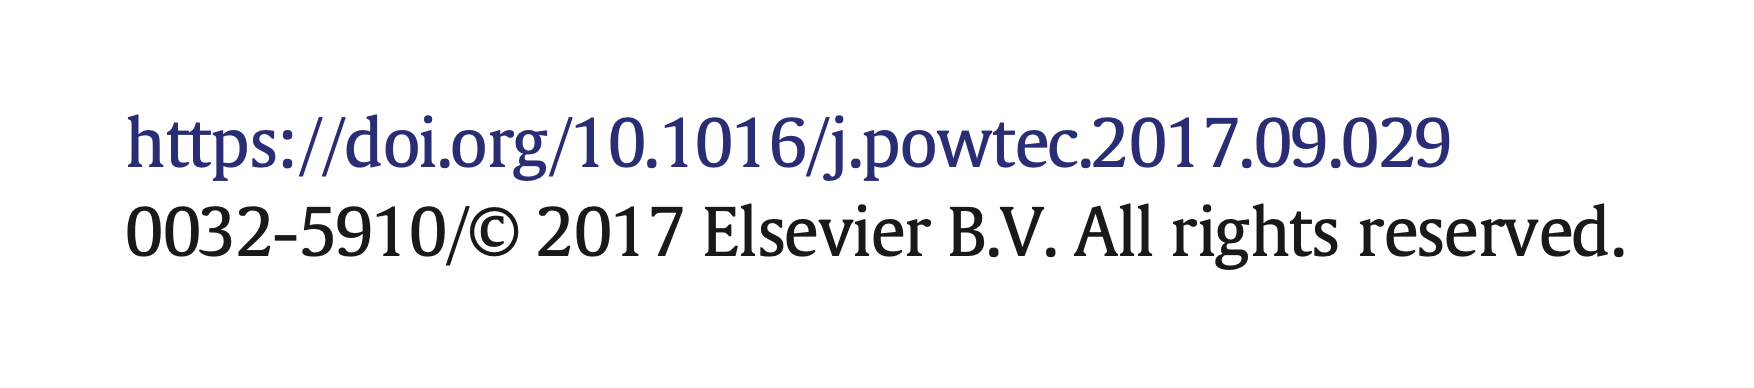 https://doi.org/10.1016/j.powtec.2017.09.029
0032-5910/© 2017 Elsevier B.V. All rights reserved.